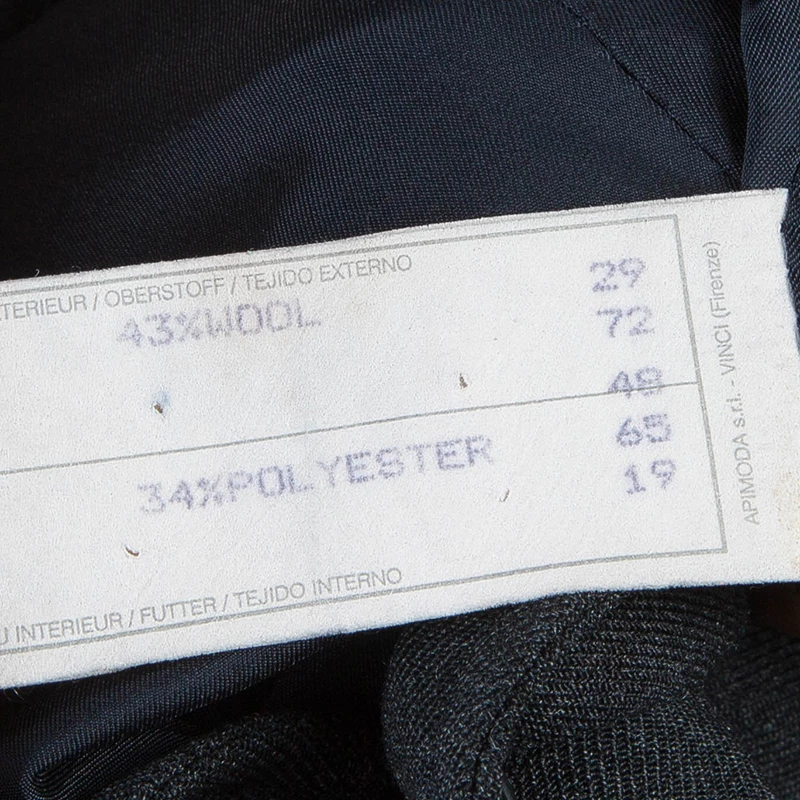 TERIEUR / OBERSTOFF / TEJIDO EXTERNO
43%WOOL
29
72
48
34%POLYESTER
65
19
INTERIEUR / FUTTER / TEJIDO INTERNO
APIMODA s.r.l. - VINCI (Firenze)